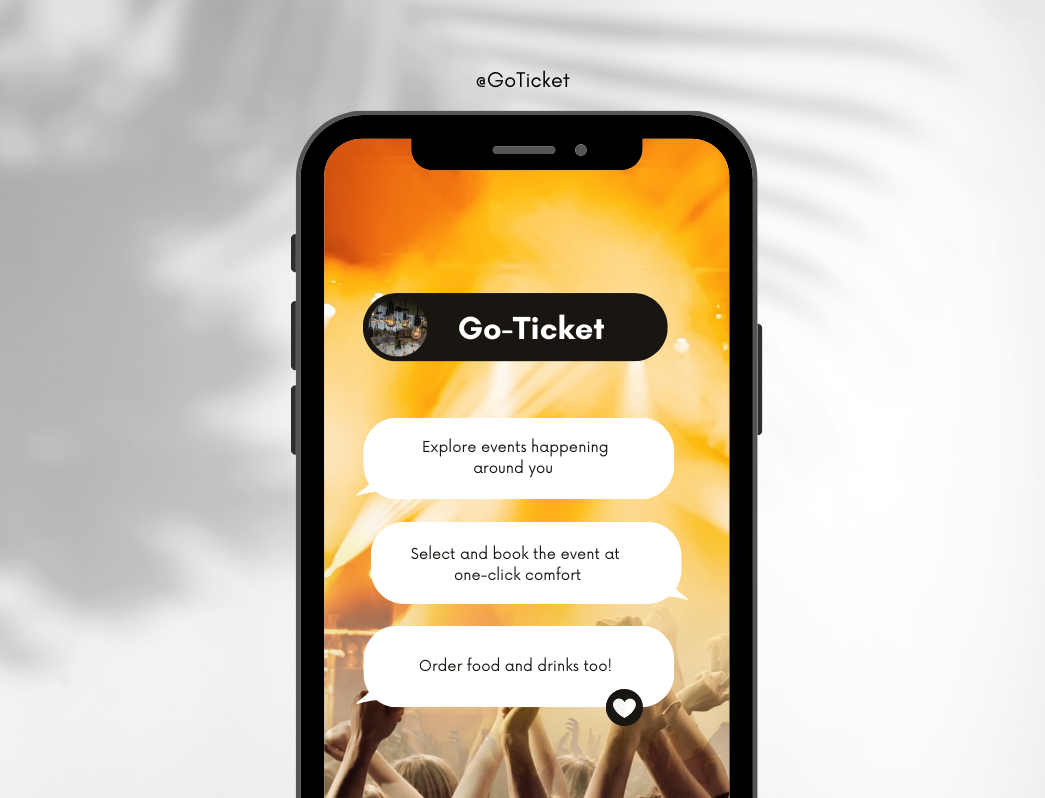 @GoTicket
Go-Ticket
Explore events happening
around you
Select and book the event at
one-click comfort
Order food and drinks too!